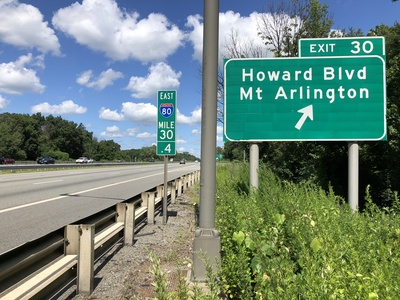 EAST
80
MILE
30
.4
EXIT 30
Howard Blvd
Mt Arlington